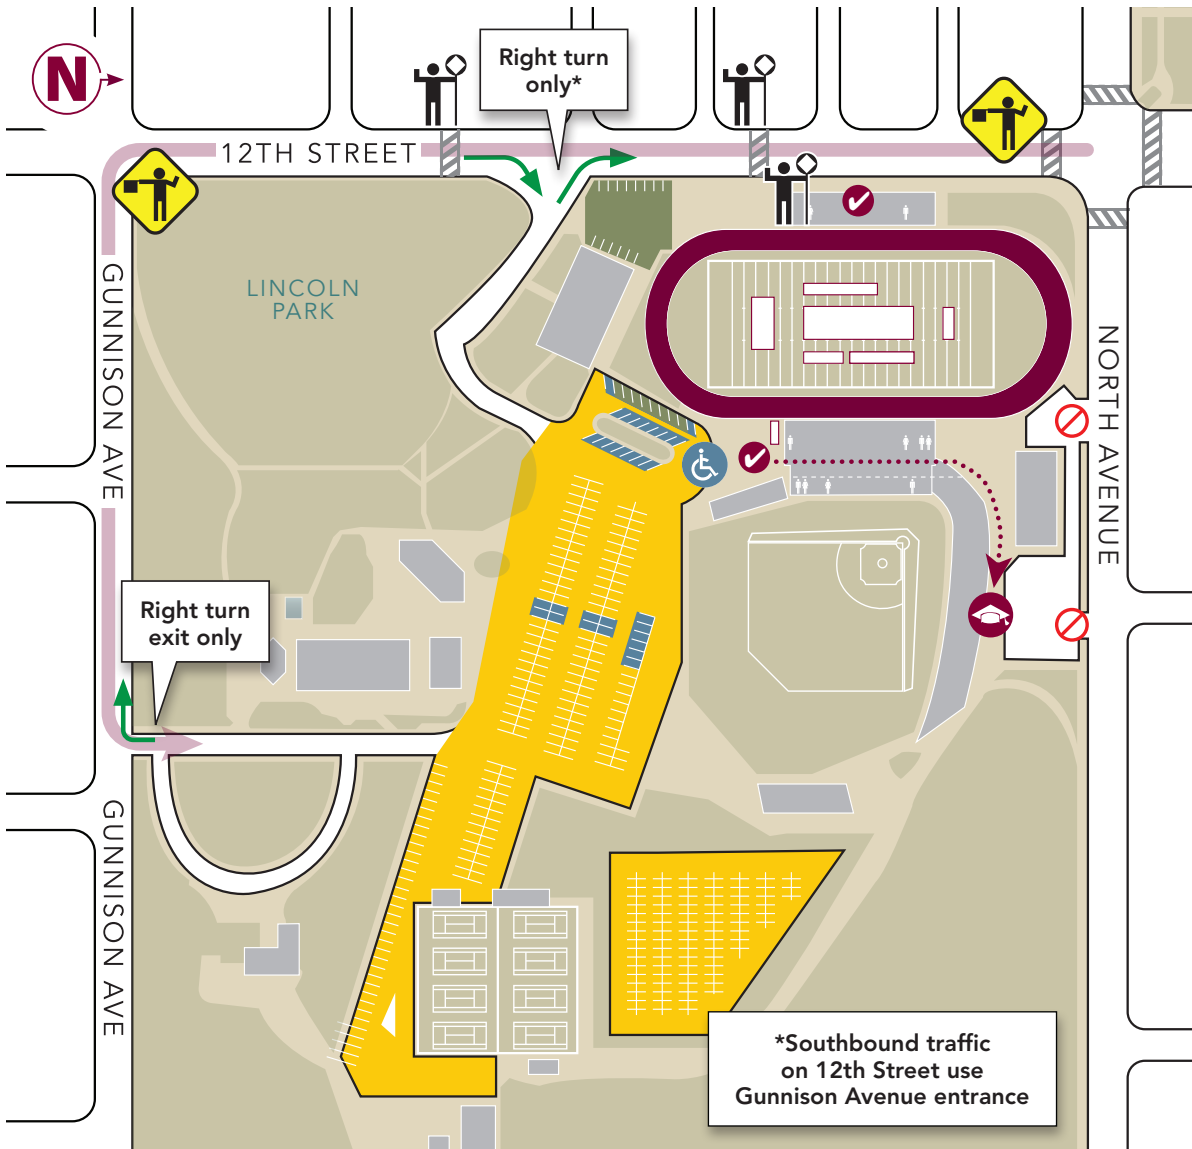 N
Right turn
only*
12TH STREET
GUNNISON AVE
LINCOLN
PARK
NORTH AVENUE
Right turn
exit only
GUNNISON AVE
*Southbound traffic
on 12th Street use
Gunnison Avenue entrance